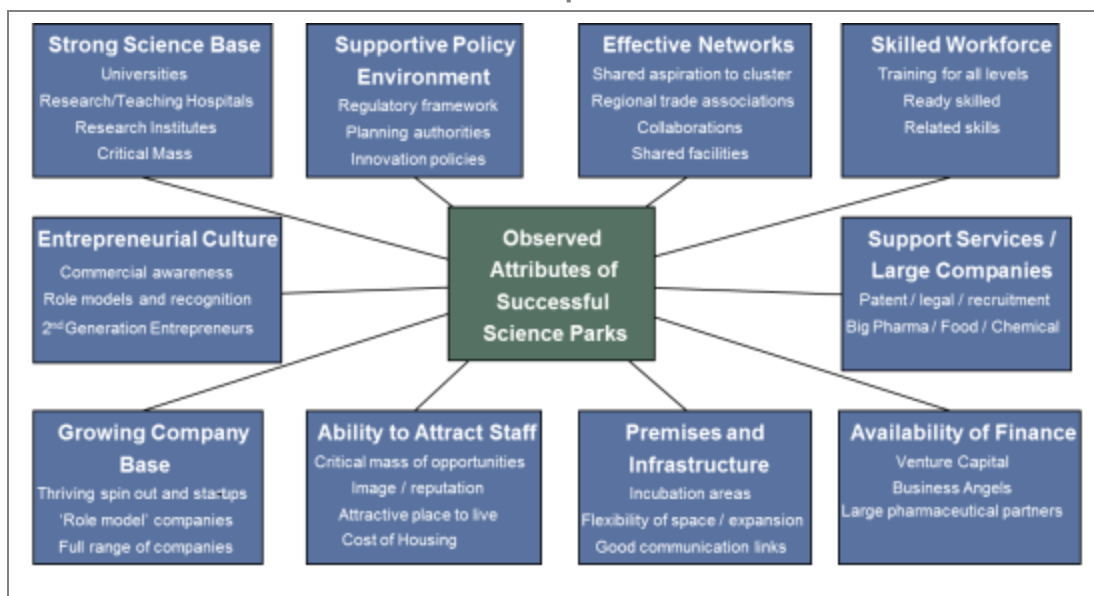 Strong Science Base
Universities
Research/Teaching Hospitals
Research Institutes
Critical Mass
Supportive Policy
Environment
Regulatory framework
Planning authorities
Innovation policies
Effective Networks
Shared aspiration to cluster
Regional trade associations
Collaborations
Shared facilities
Skilled Workforce
Training for all levels
Ready skilled
Related skills
Entrepreneurial Culture
Commercial awareness
Role models and recognition
2nd Generation Entrepreneurs
Observed
Attributes of
Successful
Science Parks
Support Services /
Large Companies
Patent / legal / recruitment
Big Pharma / Food / Chemical
Growing Company
Base
Thriving spin out and startups
'Role model' companies
Full range of companies
Ability to Attract Staff
Critical mass of opportunities
Image / reputation
Attractive place to live
Cost of Housing
Premises and
Infrastructure
Incubation areas
Flexibility of space / expansion
Good communication links
Availability of Finance
Venture Capital
Business Angels
Large pharmaceutical partners